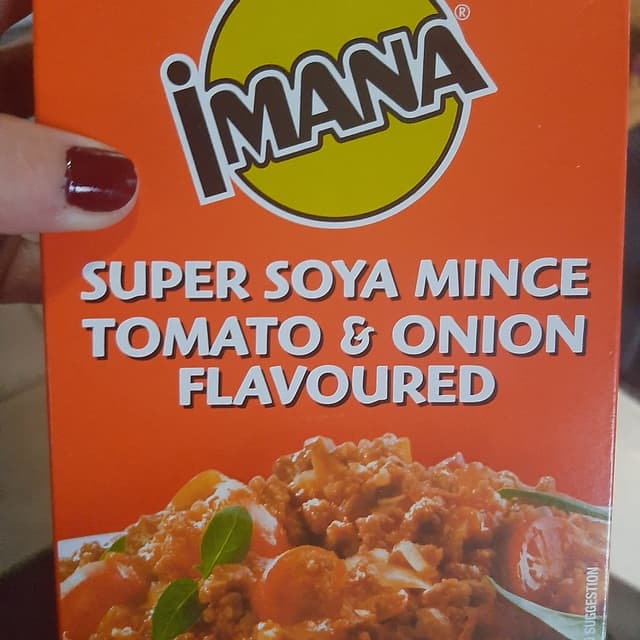 iMANA®
SUPER SOYA MINCE
TOMATO & ONION
FLAVOURED
SUGGESTION